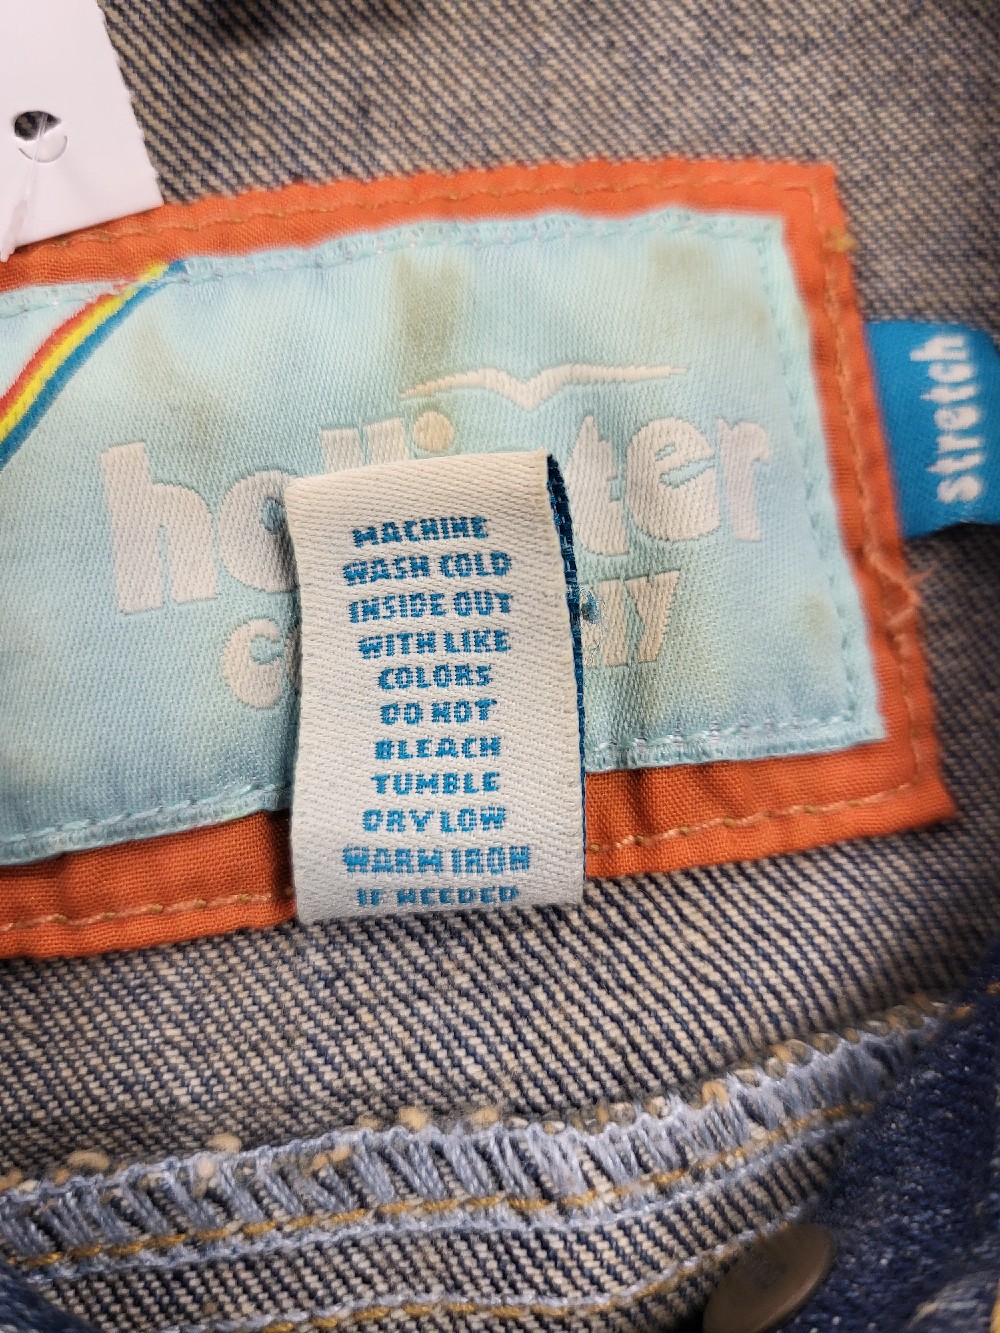 hollister
stretch
MACHINE
WASH COLD
INSIDE OUT
WITH LIKE
COLORS
DO NOT
BLEACH
TUMBLE
DRY LOW
WARM IRON
IF NEEDED